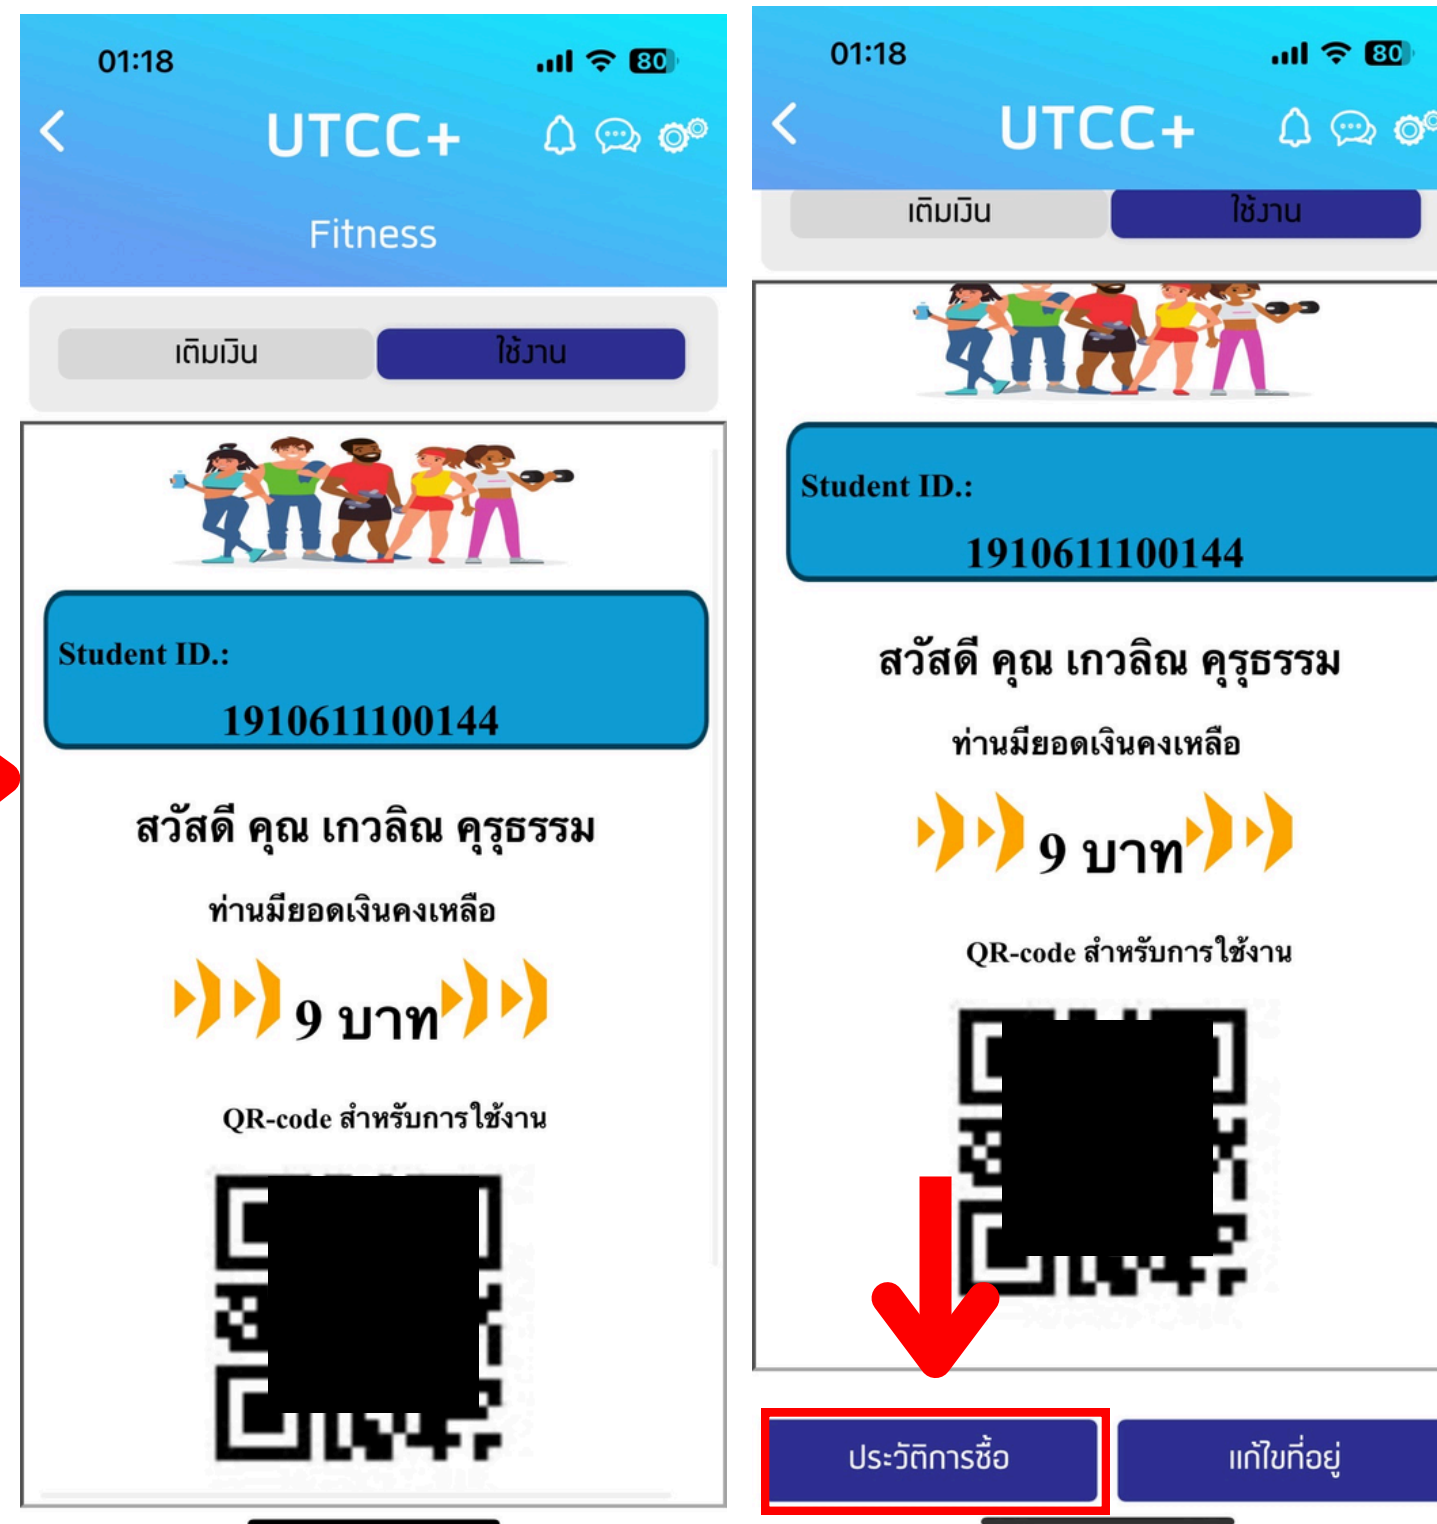 01:18
80
UTCC+
Fitness
เติมเงิน
ใช้งาน
Student ID.:
1910611100144
สวัสดี คุณ เกวลิณ คุรุธรรม
ท่านมียอดเงินคงเหลือ
9 บาท
QR-code สำหรับการใช้งาน
01:18
80
UTCC+
เติมเงิน
ใช้งาน
Student ID.:
1910611100144
สวัสดี คุณ เกวลิณ คุรุธรรม
ท่านมียอดเงินคงเหลือ
9 บาท
QR-code สำหรับการใช้งาน
ประวัติการซื้อ
แก้ไขที่อยู่